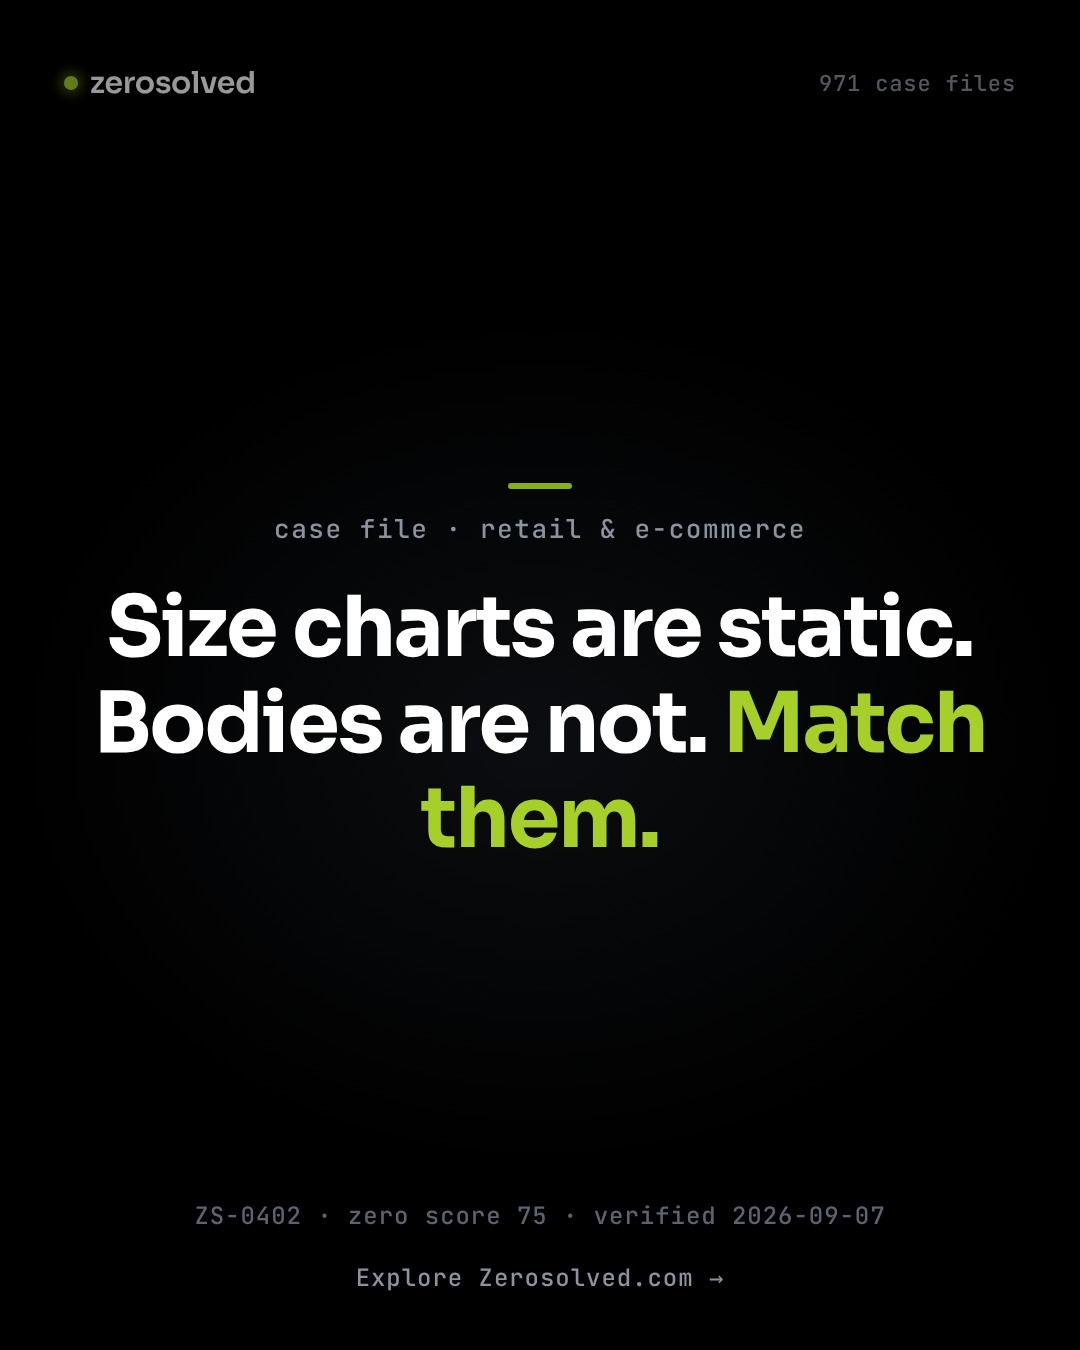 zerosolved
971 case files
case file · retail & e-commerce
Size charts are static.
Bodies are not. Match
them.
ZS-0402 · zero score 75 · verified 2026-09-07
Explore Zerosolved.com →